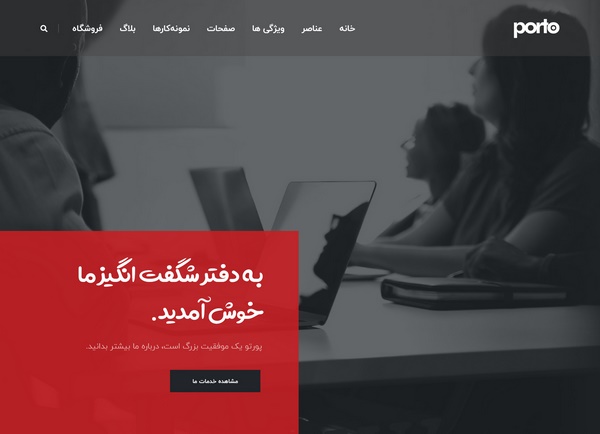 porto
خانه
عناصر
ویژگی ها
صفحات
نمونه‌کارها
بلاگ
فروشگاه
به دفتر شگفت انگیز ما
خوش آمدید.
پورتو یک موفقیت بزرگ است، درباره ما بیشتر بدانید.
مشاهده خدمات ما